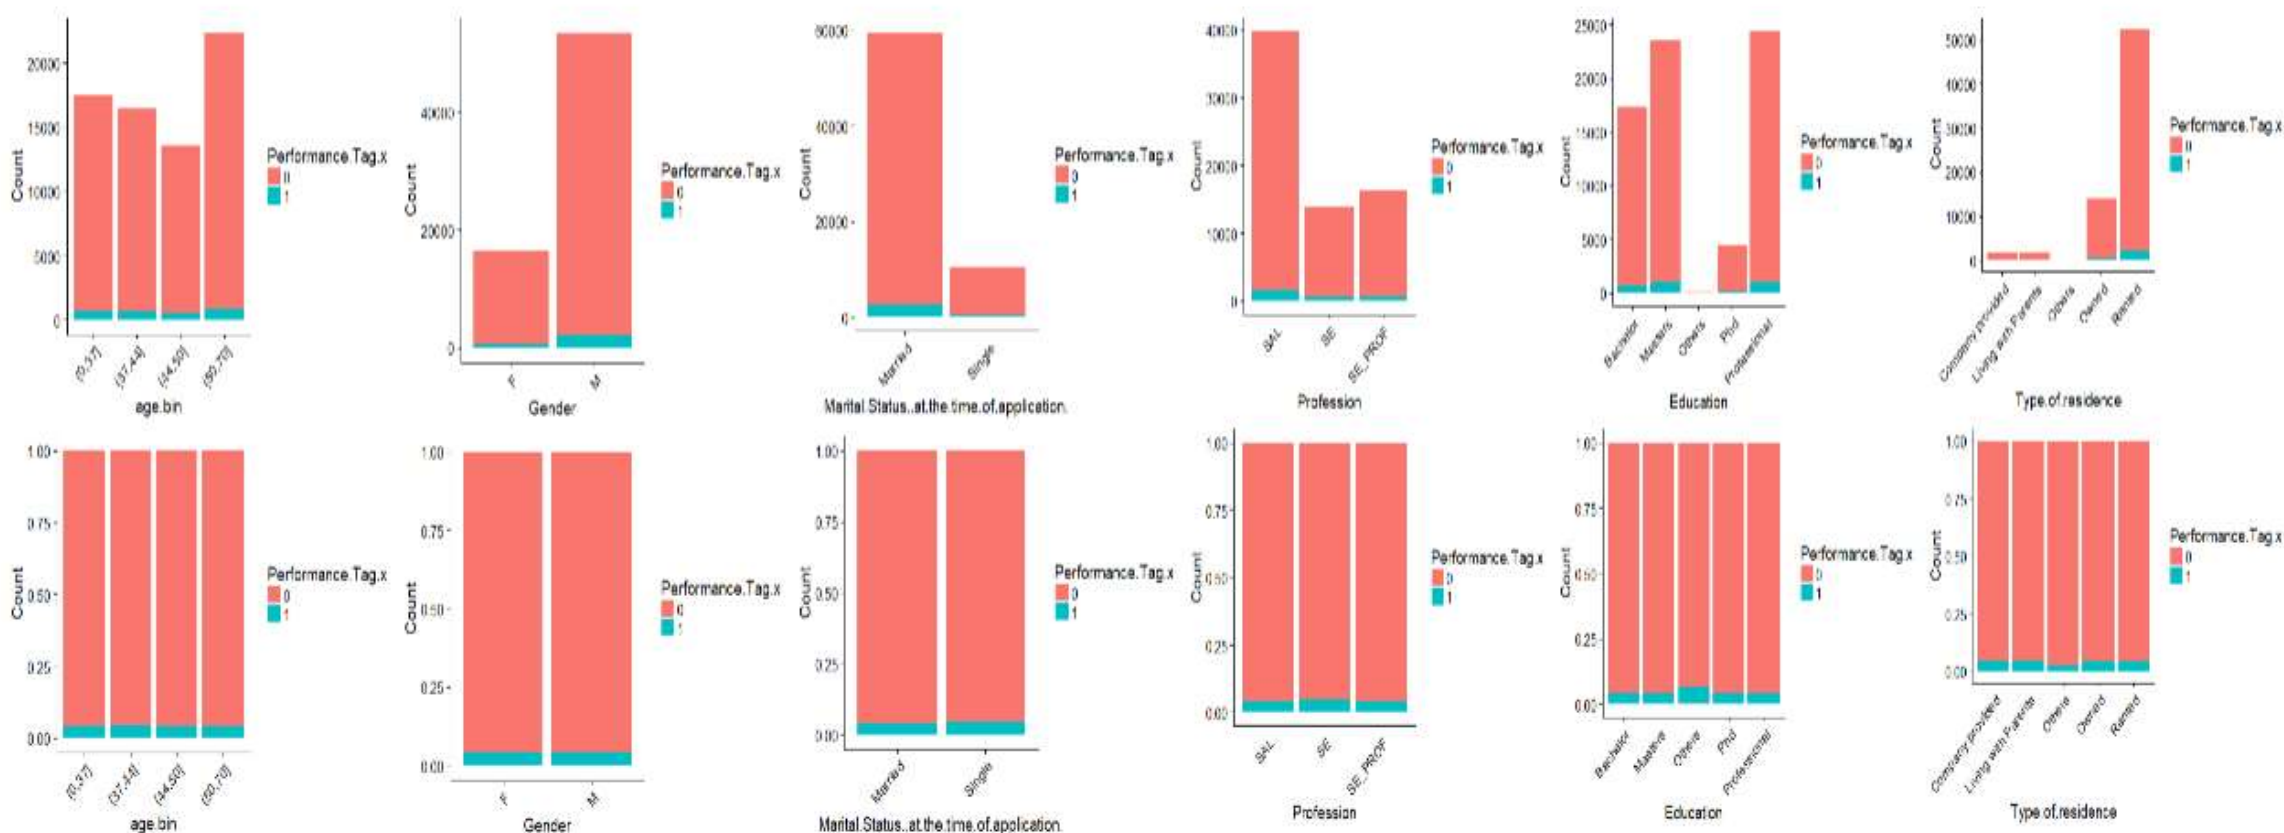 20000
15000
10000
5000
0
Count
(0,37]
(37,44]
(44,50]
(50,70]
age.bin
Performance.Tag.x
0
1
40000
20000
0
Count
F
M
Gender
Performance.Tag.x
0
1
60000
40000
20000
0
Count
Married
Single
Marital.Status..at.the.time.of.application.
Performance.Tag.x
0
1
40000
30000
20000
10000
0
Count
SAL
SE
SE_PROF
Profession
Performance.Tag.x
0
1
25000
20000
15000
10000
5000
0
Count
Bachelor
Masters
Others
Phd
Professional
Education
Performance.Tag.x
0
1
50000
40000
30000
20000
10000
0
Count
Company provided
Living with Parents
Others
Owned
Rented
Type.of.residence
Performance.Tag.x
0
1
1.00
0.75
0.50
0.25
0.00
Count
(0,37]
(37,44]
(44,50]
(50,70]
age.bin
Performance.Tag.x
0
1
1.00
0.75
0.50
0.25
0.00
Count
F
M
Gender
Performance.Tag.x
0
1
1.00
0.75
0.50
0.25
0.00
Count
Married
Single
Marital.Status..at.the.time.of.application.
Performance.Tag.x
0
1
1.00
0.75
0.50
0.25
0.00
Count
SAL
SE
SE_PROF
Profession
Performance.Tag.x
0
1
1.00
0.75
0.50
0.25
0.00
Count
Bachelor
Masters
Others
Phd
Professional
Education
Performance.Tag.x
0
1
1.00
0.75
0.50
0.25
0.00
Count
Company provided
Living with Parents
Others
Owned
Rented
Type.of.residence
Performance.Tag.x
0
1